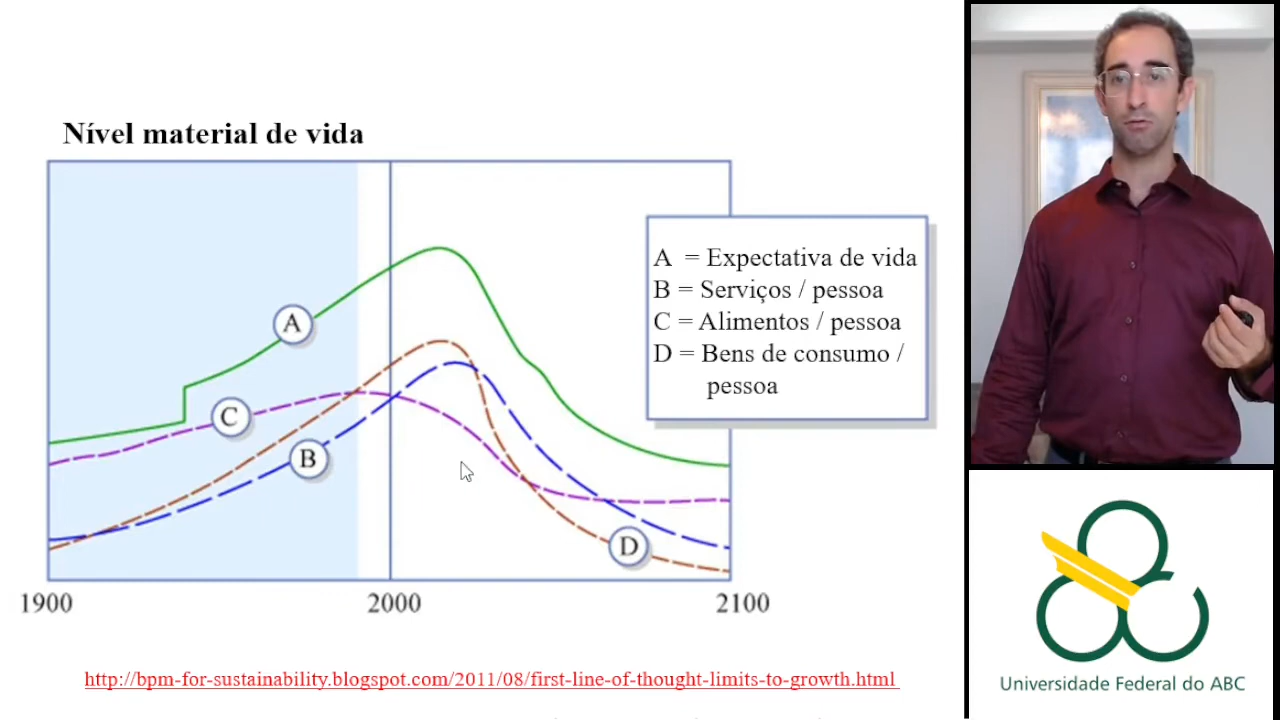 Nível material de vida
A
C
B
D
A = Expectativa de vida
B = Serviços / pessoa
C = Alimentos / pessoa
D = Bens de consumo /
pessoa
1900
2000
2100
http://bpm-for-sustainability.blogspot.com/2011/08/first-line-of-thought-limits-to-growth.html
Universidade Federal do ABC